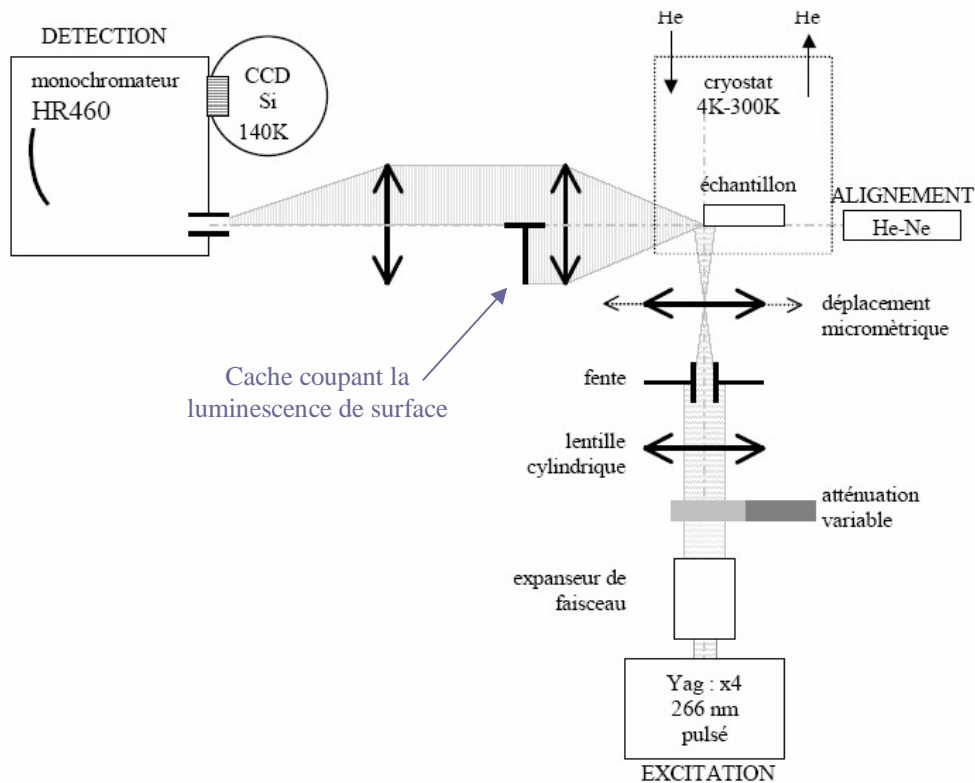 DETECTION
monochromateur
HR460
CCD
Si
140K
He
He
cryostat
4K-300K
échantillon
ALIGNEMENT
He-Ne
déplacement
micromètrique
Cache coupant la
luminescence de surface
fente
lentille
cylindrique
atténuation
variable
expanseur de
faisceau
Yag : x4
266 nm
pulsé
EXCITATION